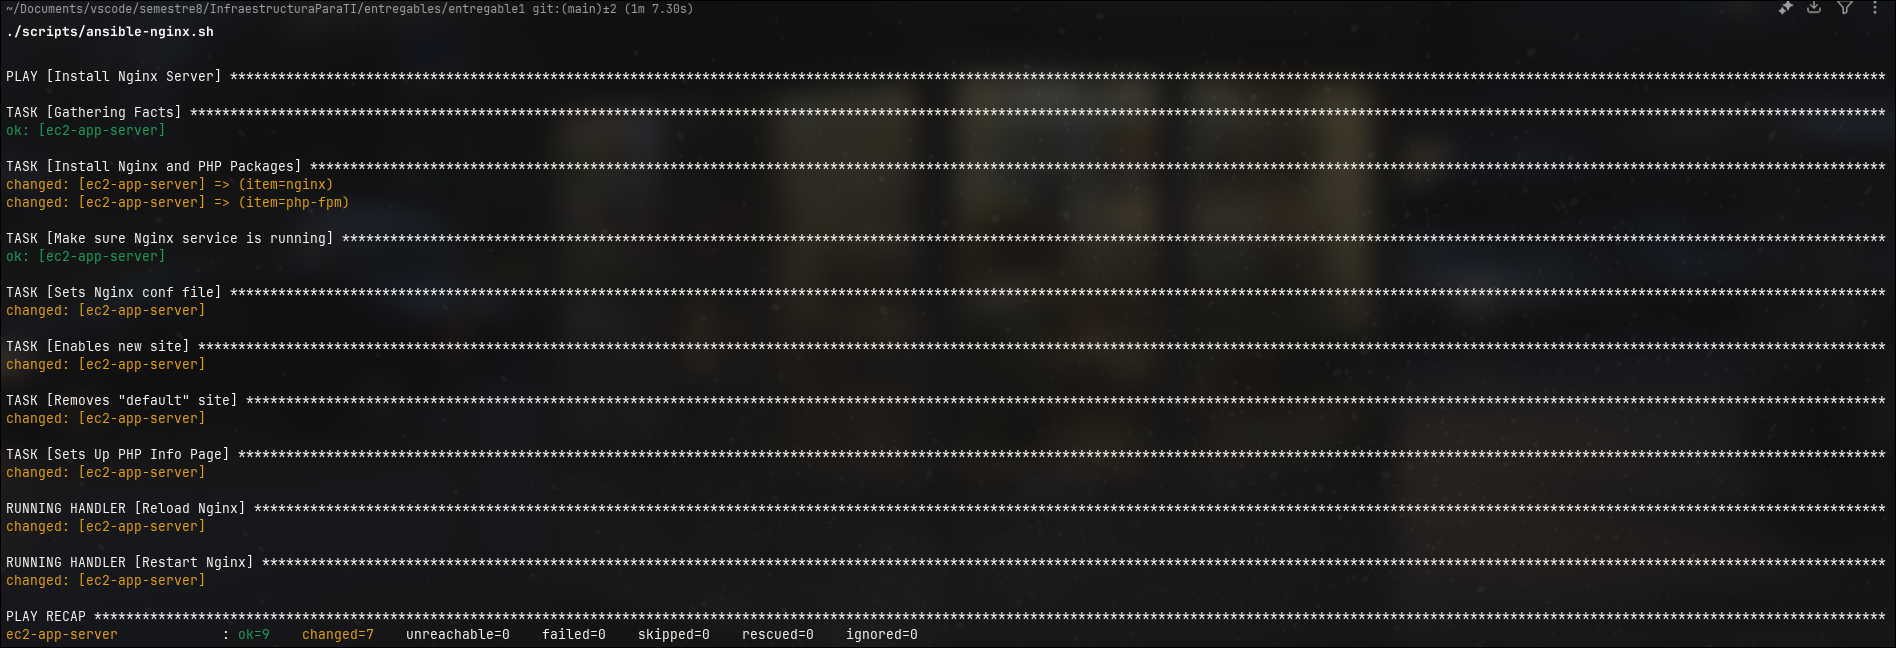 ~/Documents/vscode/semestre8/InfraestructuraParaTI/entregables/entregable1 git:(main)±2 (1m 7.30s)
./scripts/ansible-nginx.sh
PLAY [Install Nginx Server] ***************************************************************************************************************************************************************************************************************
TASK [Gathering Facts] ********************************************************************************************************************************************************************************************************************
ok: [ec2-app-server]
TASK [Install Nginx and PHP Packages] *****************************************************************************************************************************************************************************************************
changed: [ec2-app-server] => (item=nginx)
changed: [ec2-app-server] => (item=php-fpm)
TASK [Make sure Nginx service is running] *************************************************************************************************************************************************************************************************
ok: [ec2-app-server]
TASK [Sets Nginx conf file] ***************************************************************************************************************************************************************************************************************
changed: [ec2-app-server]
TASK [Enables new site] *******************************************************************************************************************************************************************************************************************
changed: [ec2-app-server]
TASK [Removes "default" site] *************************************************************************************************************************************************************************************************************
changed: [ec2-app-server]
TASK [Sets Up PHP Info Page] **************************************************************************************************************************************************************************************************************
changed: [ec2-app-server]
RUNNING HANDLER [Reload Nginx] ************************************************************************************************************************************************************************************************************
changed: [ec2-app-server]
RUNNING HANDLER [Restart Nginx] ***********************************************************************************************************************************************************************************************************
changed: [ec2-app-server]
PLAY RECAP ********************************************************************************************************************************************************************************************************************************
ec2-app-server             : ok=9    changed=7    unreachable=0    failed=0    skipped=0    rescued=0    ignored=0